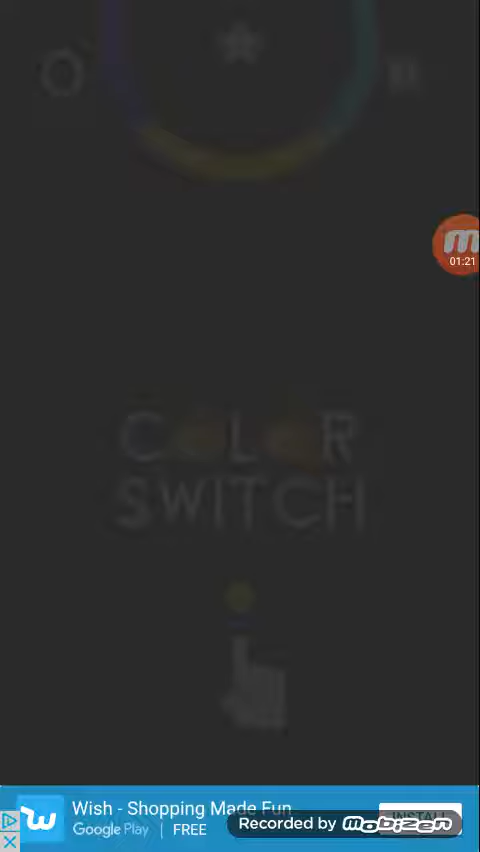 01:21
COLOR
SWITCH
Wish - Shopping Made Fun
Google Play | FREE
INSTALL
Recorded by mobizen